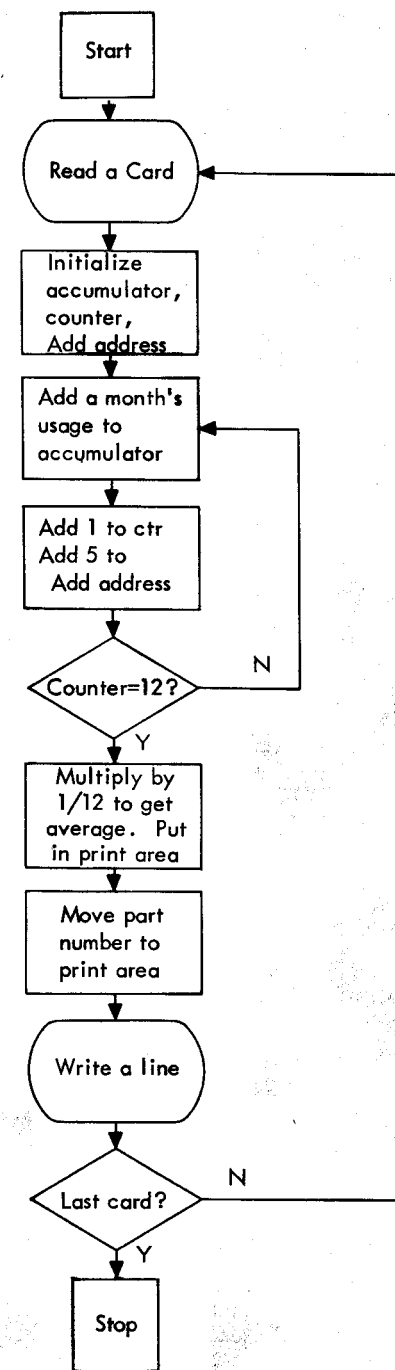 Start
Read a Card
Initialize
accumulator,
counter,
Add address
Add a month's
usage to
accumulator
Add 1 to ctr
Add 5 to
Add address
Counter=12?
N
Y
Multiply by
1/12 to get
average. Put
in print area
Move part
number to
print area
Write a line
Last card?
N
Y
Stop